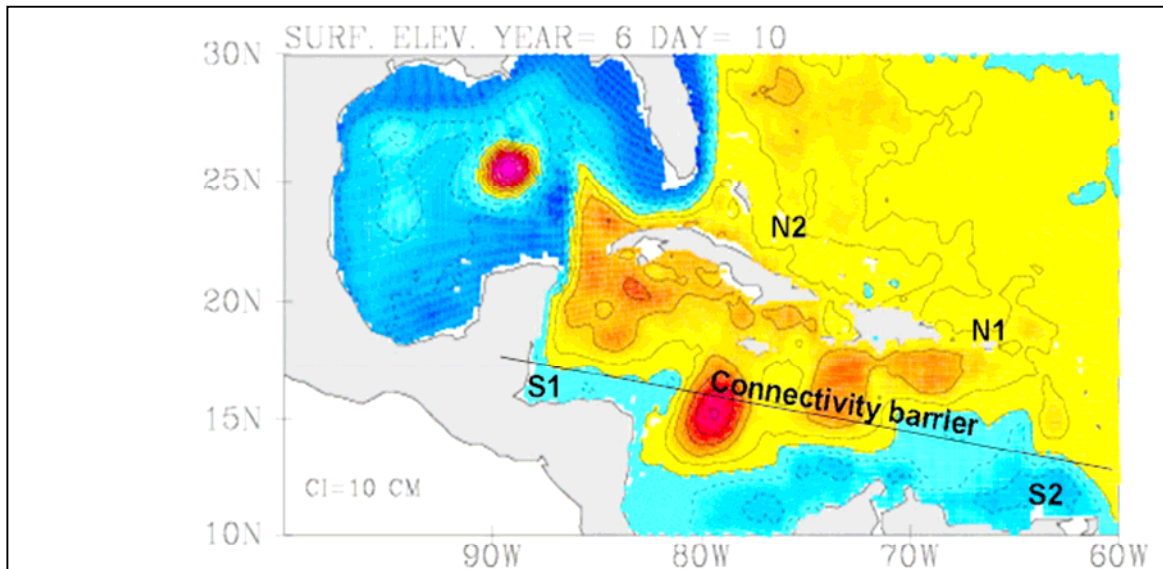 SURF. ELEV. YEAR= 6 DAY= 10
30N
25N
N2
20N
N1
S1
Connectivity barrier
15N
CI=10 CM
S2
10N
90W 80W 70W 60W